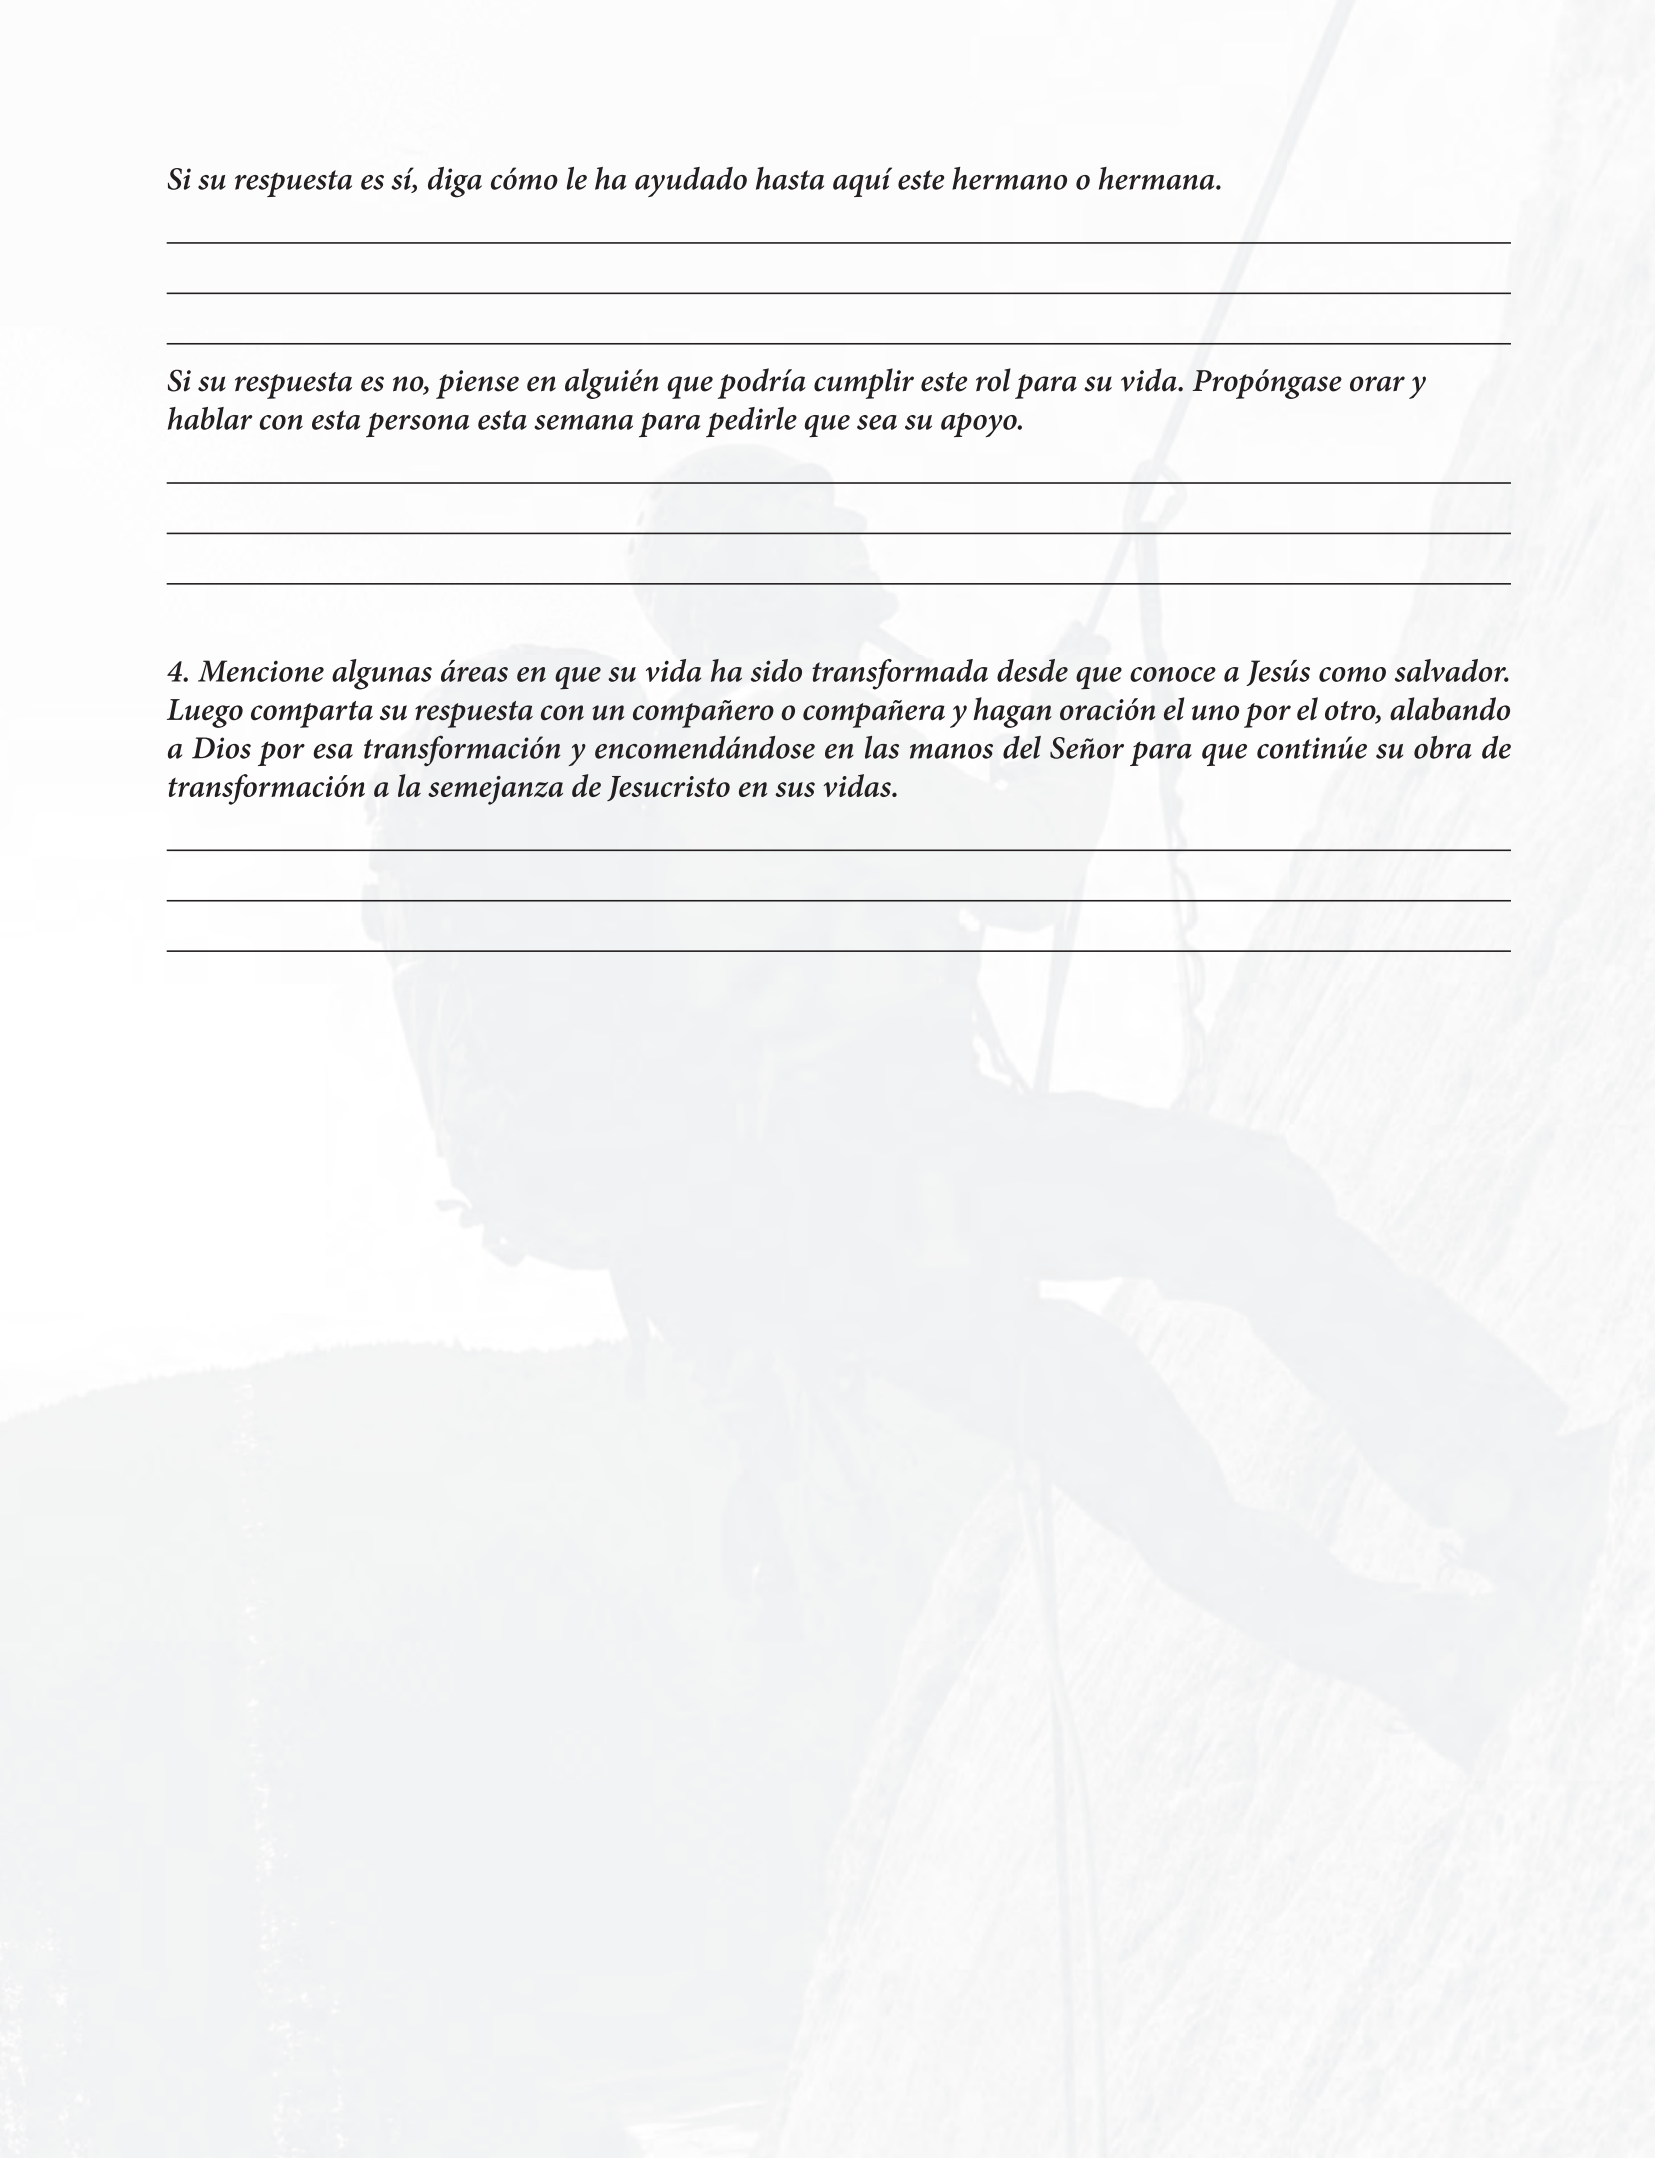 Si su respuesta es sí, diga cómo le ha ayudado hasta aquí este hermano o hermana.
Si su respuesta es no, piense en alguién que podría cumplir este rol para su vida. Propóngase orar y
hablar con esta persona esta semana para pedirle que sea su apoyo.
4. Mencione algunas áreas en que su vida ha sido transformada desde que conoce a Jesús como salvador.
Luego comparta su respuesta con un compañero o compañera y hagan oración el uno por el otro, alabando
a Dios por esa transformación y encomendándose en las manos del Señor para que continúe su obra de
transformación a la semejanza de Jesucristo en sus vidas.